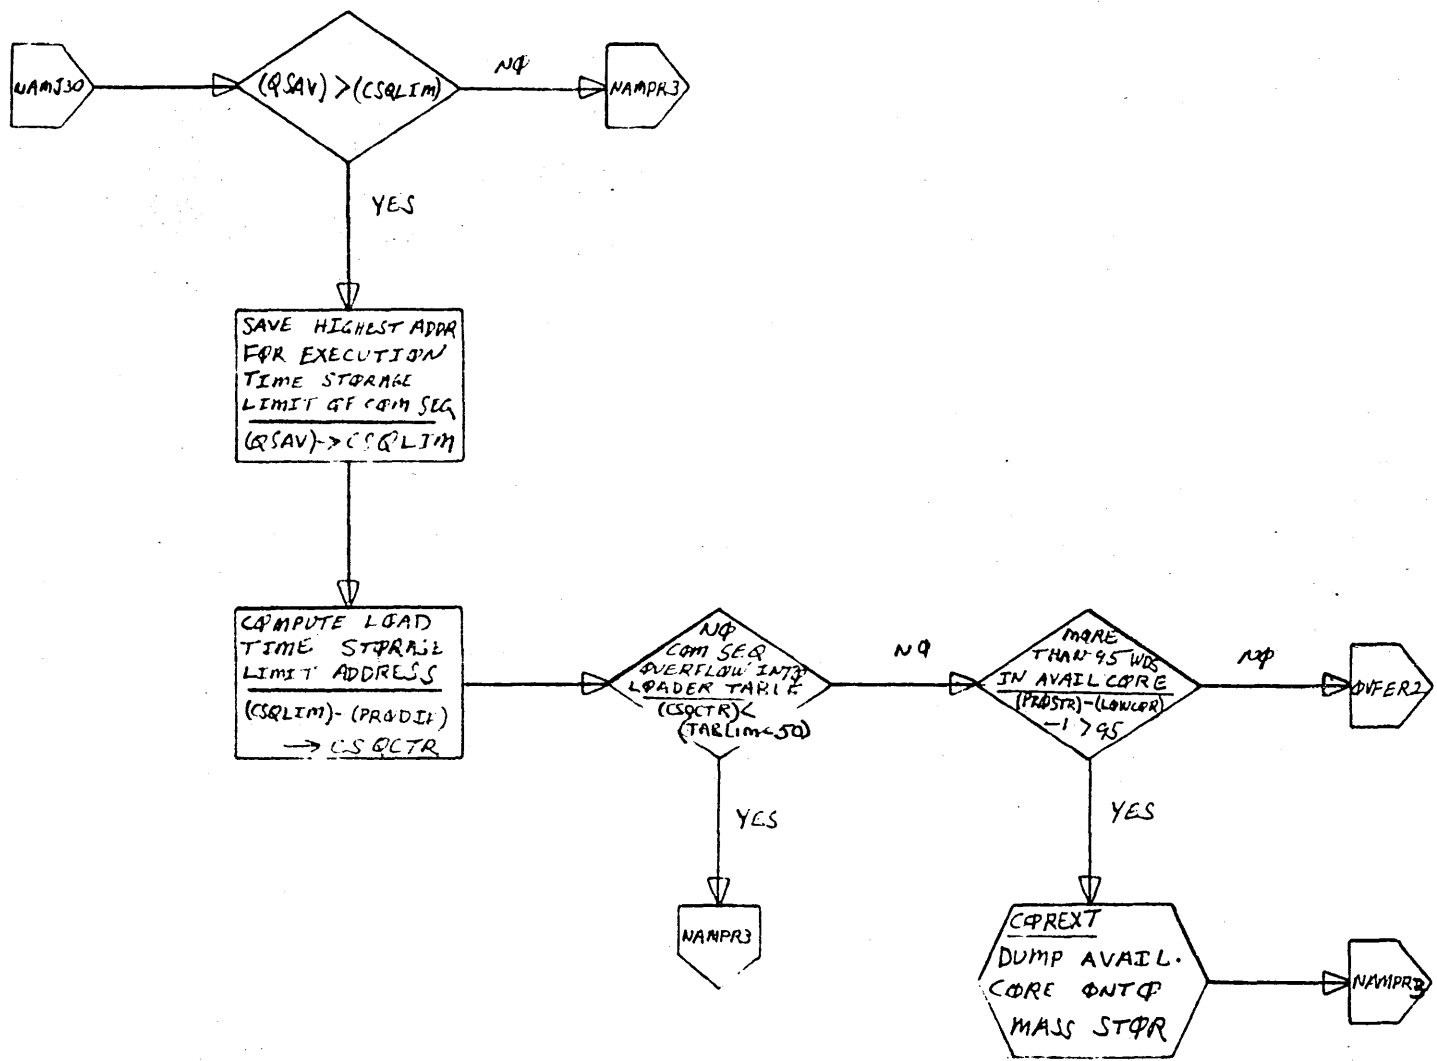 NAMJ30
(QSAV) > (CSQLIM)
NØ
NAMPR3
YES
SAVE HIGHEST ADDR
FØR EXECUTIØN
TIME STØRAGE
LIMIT ØF CØM SEQ
(QSAV)->CSQLIM
CØMPUTE LØAD
TIME STØRAGE
LIMIT ADDRESS
(CSQLIM)-(PRØDIF)
→ CSQCTR
NØ
CØM SEQ
ØVERFLØW INTØ
LØADER TABLE
(CSQCTR)<
(TABLIM<50)
NØ
YES
NAMPR3
MØRE
THAN 95 WDS
IN AVAIL CØRE
(PRØSTR)-(LØWCØR)
-1 > 95
NØ
ØVFER2
YES
CØREXT
DUMP AVAIL.
CØRE ØNTØ
MASS STØR
NAMPR3